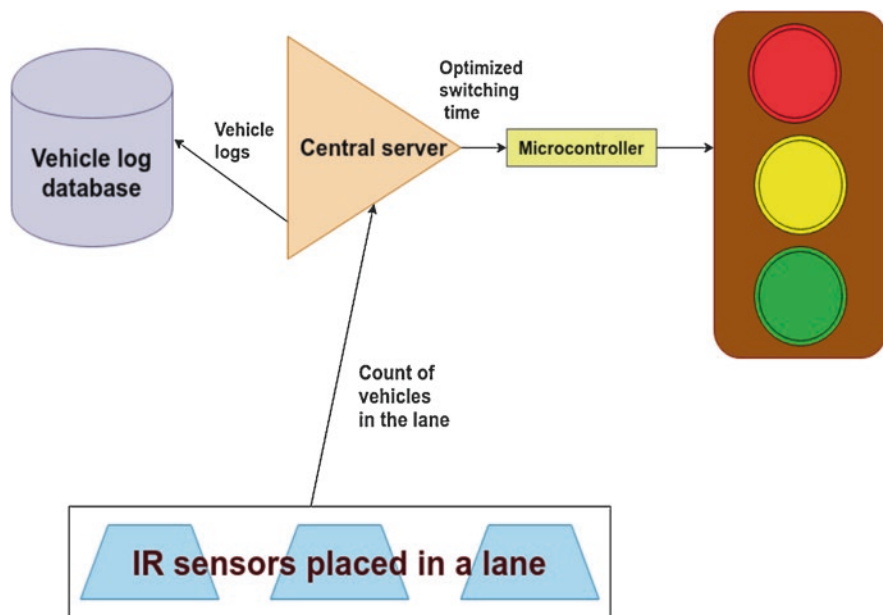 Vehicle log
database
Vehicle
logs
Central server
Optimized
switching
time
Microcontroller
Count of
vehicles
in the lane
IR sensors placed in a lane